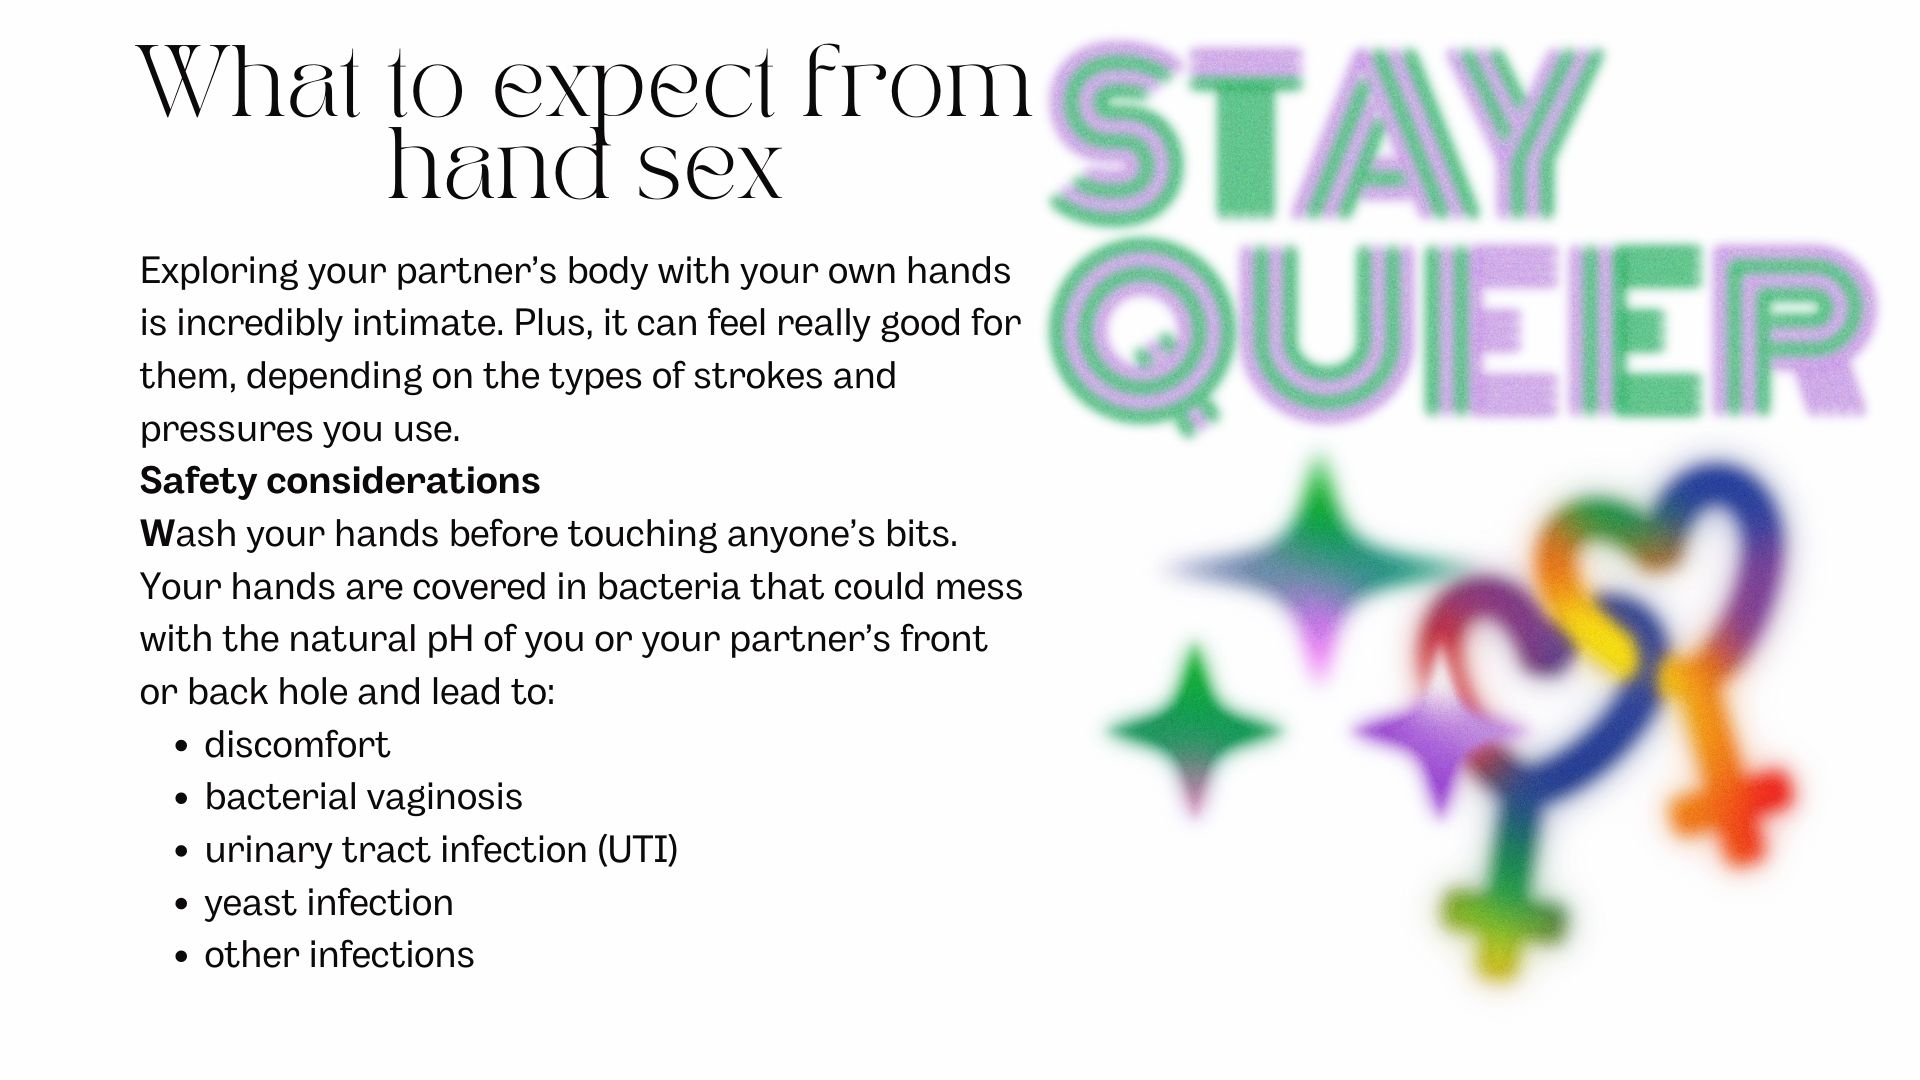 What to expect from
hand sex
Exploring your partner’s body with your own hands
is incredibly intimate. Plus, it can feel really good for
them, depending on the types of strokes and
pressures you use.
Safety considerations
Wash your hands before touching anyone’s bits.
Your hands are covered in bacteria that could mess
with the natural pH of you or your partner’s front
or back hole and lead to:
• discomfort
• bacterial vaginosis
• urinary tract infection (UTI)
• yeast infection
• other infections
STAY
QUEER